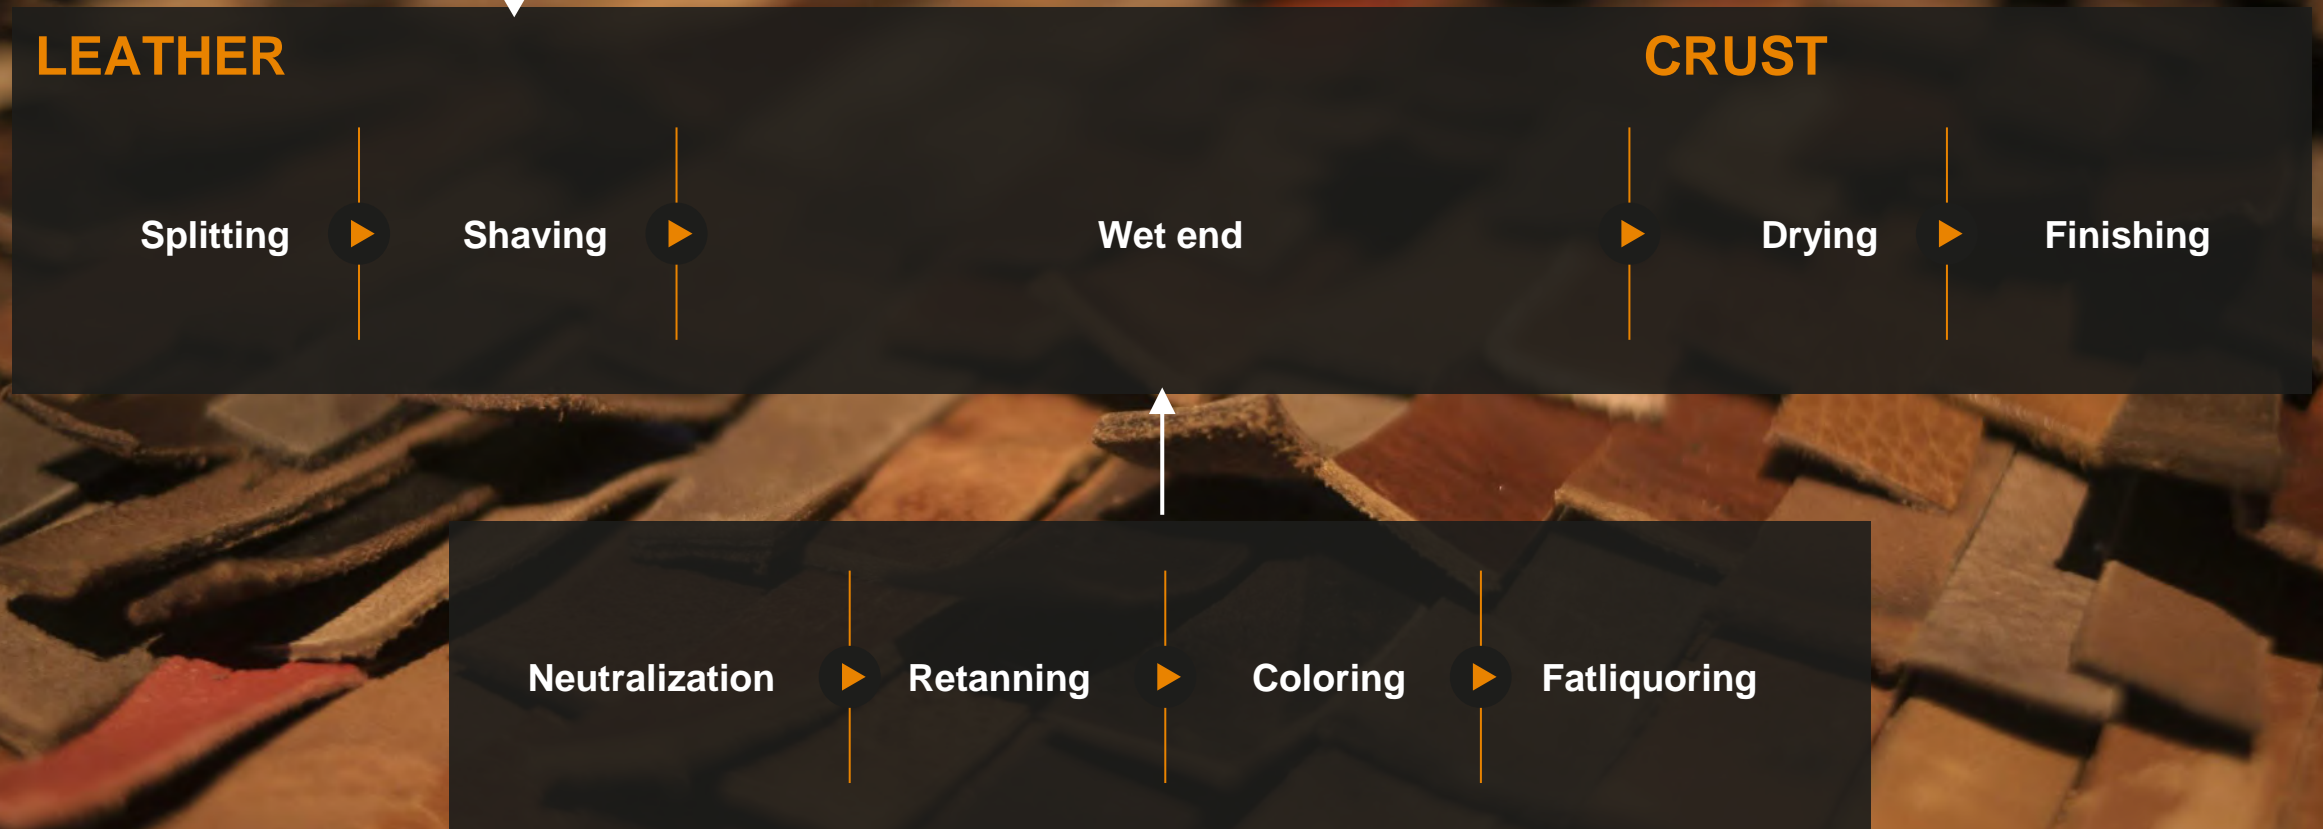 LEATHER
CRUST
Splitting
Shaving
Wet end
Drying
Finishing
Neutralization
Retanning
Coloring
Fatliquoring